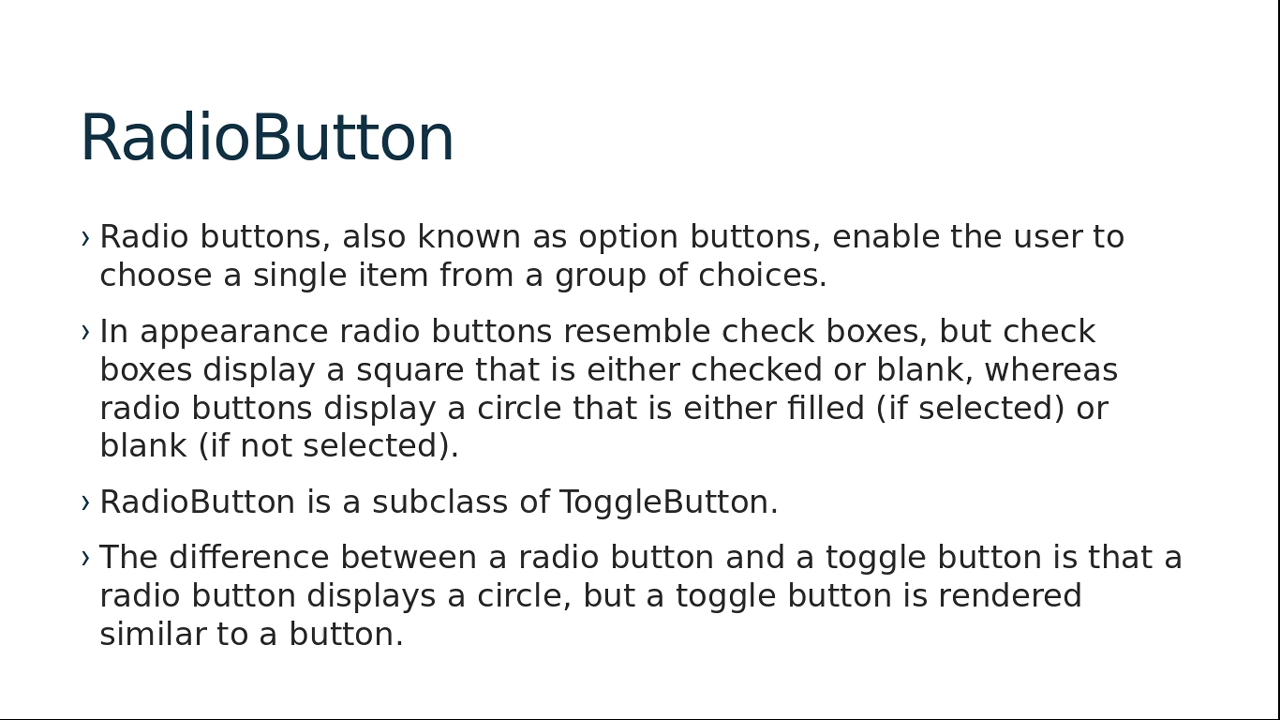 RadioButton
› Radio buttons, also known as option buttons, enable the user to
choose a single item from a group of choices.
› In appearance radio buttons resemble check boxes, but check
boxes display a square that is either checked or blank, whereas
radio buttons display a circle that is either filled (if selected) or
blank (if not selected).
› RadioButton is a subclass of ToggleButton.
› The difference between a radio button and a toggle button is that a
radio button displays a circle, but a toggle button is rendered
similar to a button.